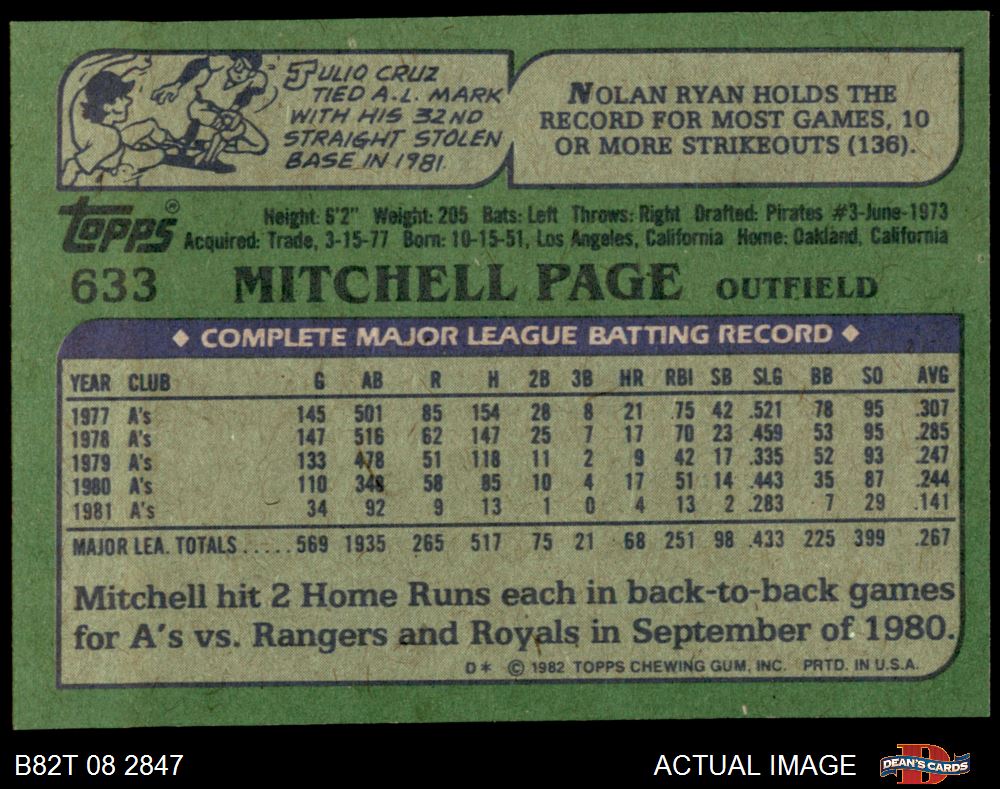 JULIO CRUZ
TIED A.L. MARK
WITH HIS 32ND
STRAIGHT STOLEN
BASE IN 1981.
NOLAN RYAN HOLDS THE
RECORD FOR MOST GAMES, 10
OR MORE STRIKEOUTS (136).
TOPPS®
Height: 6'2" Weight: 205 Bats: Left Throws: Right Drafted: Pirates #3-June-1973
Acquired: Trade, 3-15-77 Born: 10-15-51, Los Angeles, California Home: Oakland, California
633 MITCHELL PAGE OUTFIELD
◆ COMPLETE MAJOR LEAGUE BATTING RECORD ◆
YEAR CLUB G AB R H 2B 3B HR RBI SB SLG BB SO AVG
1977 A's 145 501 85 154 28 8 21 75 42 .521 78 95 .307
1978 A's 147 516 62 147 25 7 17 70 23 .459 53 95 .285
1979 A's 133 478 51 118 11 2 9 42 17 .335 52 93 .247
1980 A's 110 348 58 85 10 4 17 51 14 .443 35 87 .244
1981 A's 34 92 9 13 1 0 4 13 2 .283 7 29 .141
MAJOR LEA. TOTALS.....569 1935 265 517 75 21 68 251 98 .433 225 399 .267
Mitchell hit 2 Home Runs each in back-to-back games
for A's vs. Rangers and Royals in September of 1980.
D* © 1982 TOPPS CHEWING GUM, INC. PRTD. IN U.S.A.
B82T 08 2847
ACTUAL IMAGE
D
DEAN'S CARDS